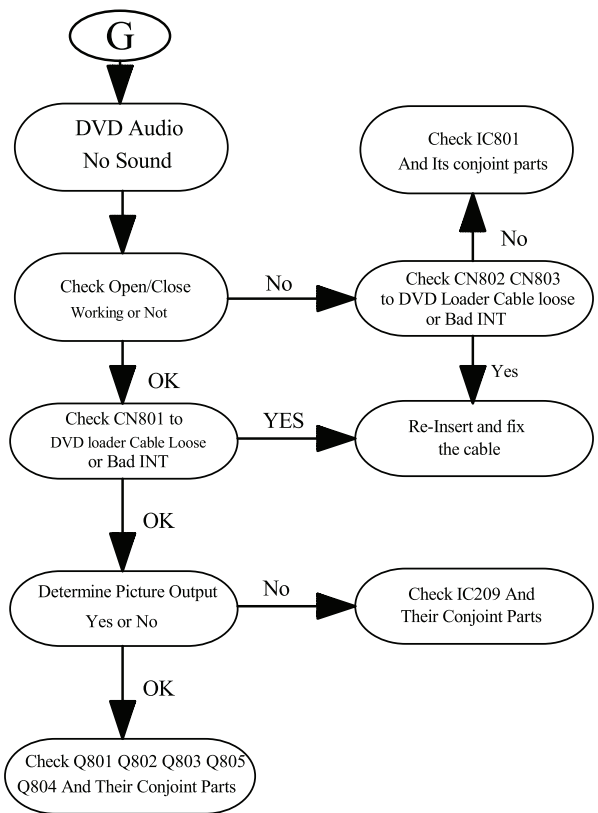 G
DVD Audio
No Sound
Check IC801
And Its conjoint parts
No
Check Open/Close
Working or Not
No
Check CN802 CN803
to DVD Loader Cable loose
or Bad INT
OK
Yes
Check CN801 to
DVD loader Cable Loose
or Bad INT
YES
Re-Insert and fix
the cable
OK
Determine Picture Output
Yes or No
No
Check IC209 And
Their Conjoint Parts
OK
Check Q801 Q802 Q803 Q805
Q804 And Their Conjoint Parts